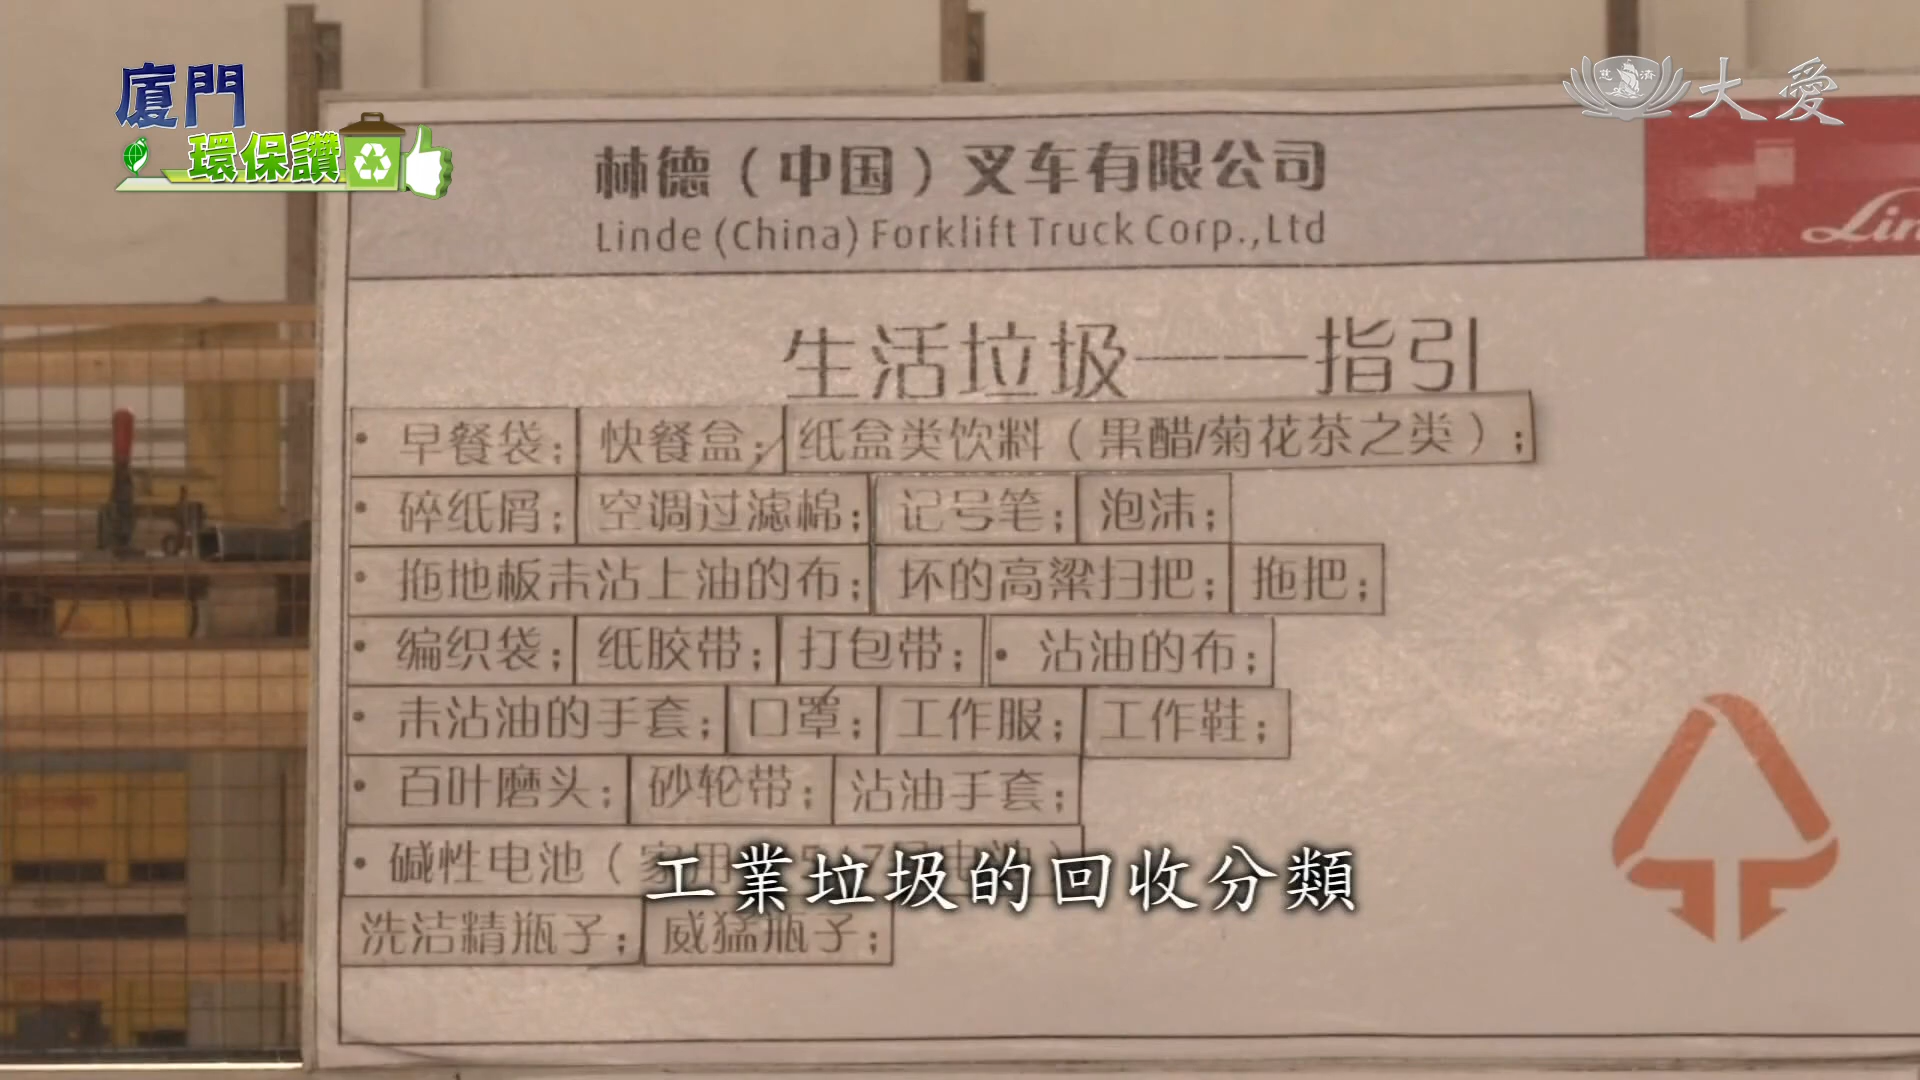 廈門
環保讚
慈濟
大愛
林德（中国）叉车有限公司
Linde (China) Forklift Truck Corp.,Ltd
生活垃圾——指引
• 早餐袋；快餐盒；纸盒类饮料（果醋/菊花茶之类）；
• 碎纸屑；空调过滤棉；记号笔；泡沫；
• 拖地板未沾上油的布；坏的高粱扫把；拖把；
• 编织袋；纸胶带；打包带；• 沾油的布；
• 未沾油的手套；口罩；工作服；工作鞋；
• 百叶磨头；砂轮带；沾油手套；
• 碱性电池（家用
工業垃圾的回收分類
洗洁精瓶子；威猛瓶子；